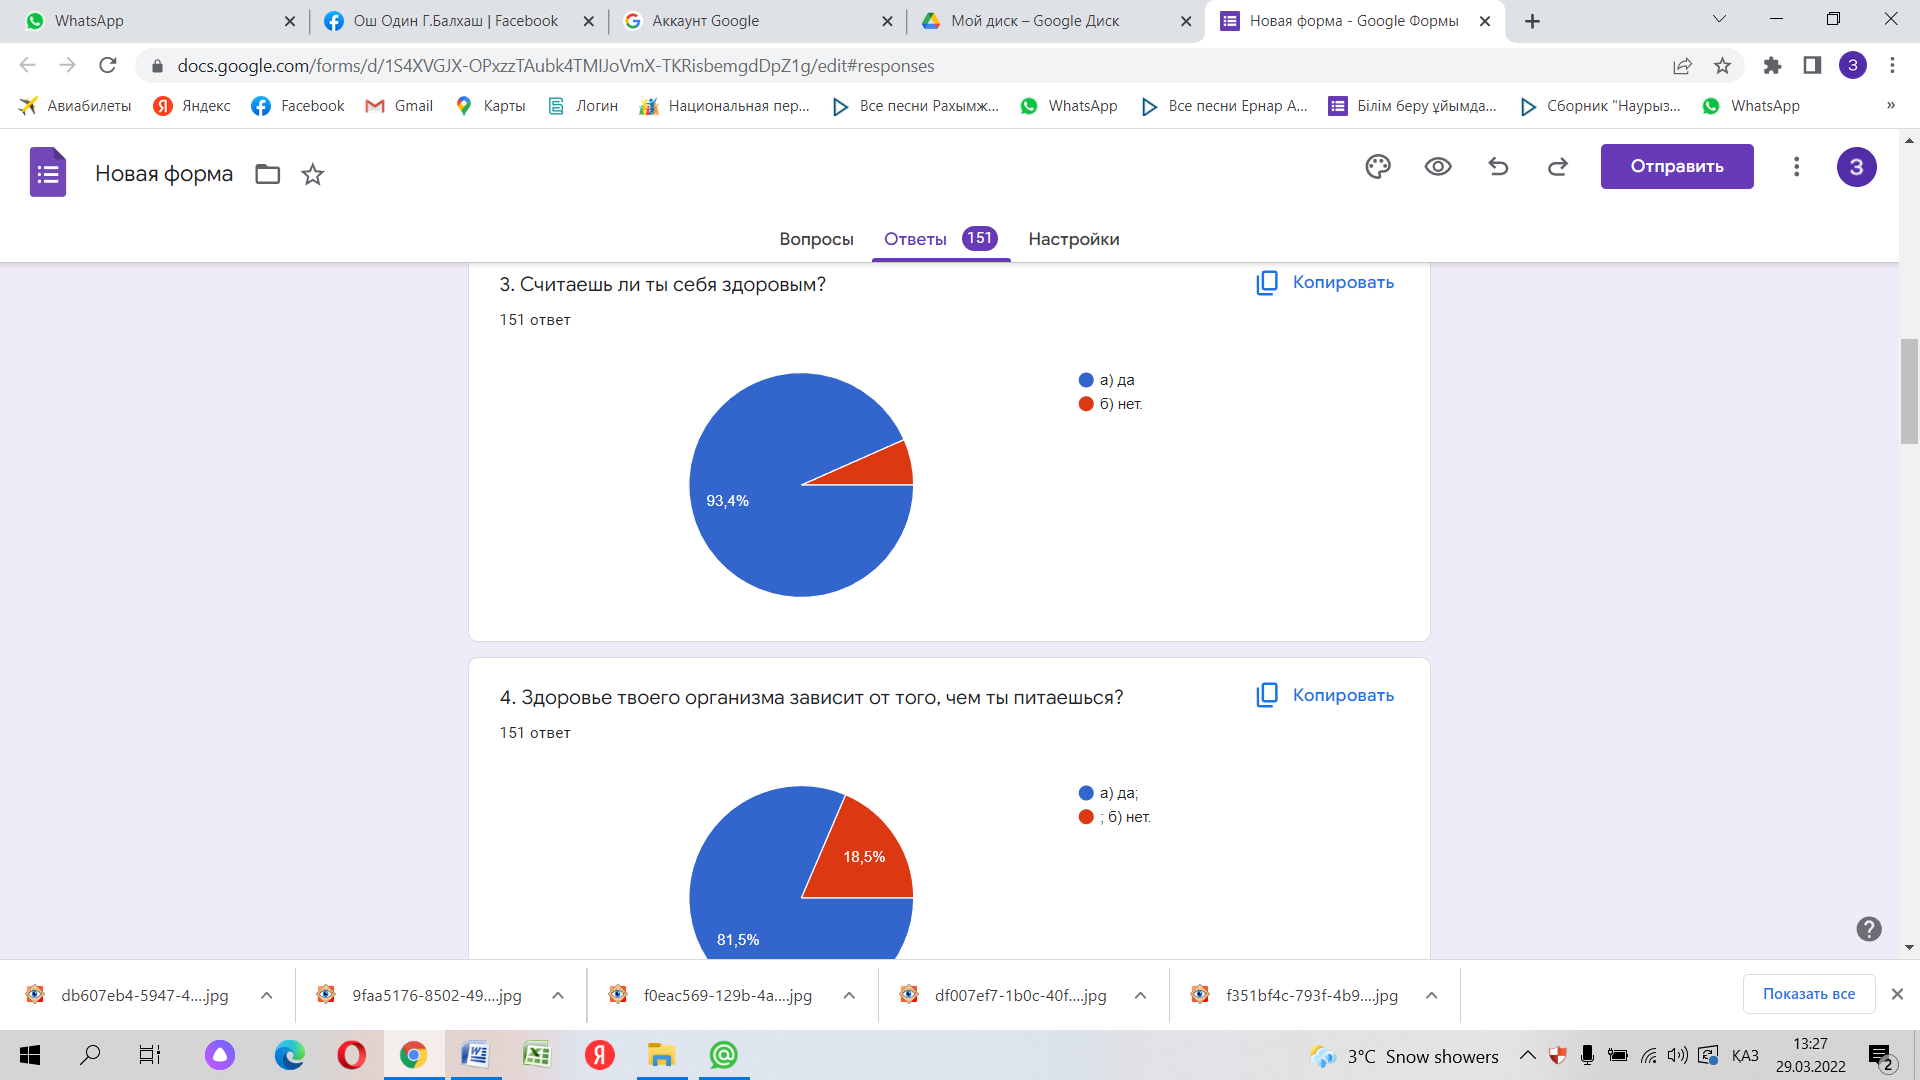 WhatsApp
Ош Один Г.Балхаш | Facebook
Аккаунт Google
Мой диск – Google Диск
Новая форма - Google Формы
docs.google.com/forms/d/1S4XVGJX-OPxzzTAubk4TMIJoVmX-TKRisbemgdDpZ1g/edit#responses
З
Авиабилеты
Яндекс
Facebook
Gmail
Карты
Логин
Национальная пер...
Все песни Рахымж...
WhatsApp
Все песни Ернар А...
Білім беру ұйымда...
Сборник "Наурыз...
WhatsApp
»
Новая форма
Отправить
З
Вопросы
Ответы 151
Настройки
3. Считаешь ли ты себя здоровым?
Копировать
151 ответ
а) да
б) нет.
93,4%
4. Здоровье твоего организма зависит от того, чем ты питаешься?
Копировать
151 ответ
а) да;
; б) нет.
18,5%
81,5%
db607eb4-5947-4....jpg
9faa5176-8502-49....jpg
f0eac569-129b-4a....jpg
df007ef7-1b0c-40f....jpg
f351bf4c-793f-4b9....jpg
Показать все
3°C Snow showers
ҚАЗ
13:27
29.03.2022
2